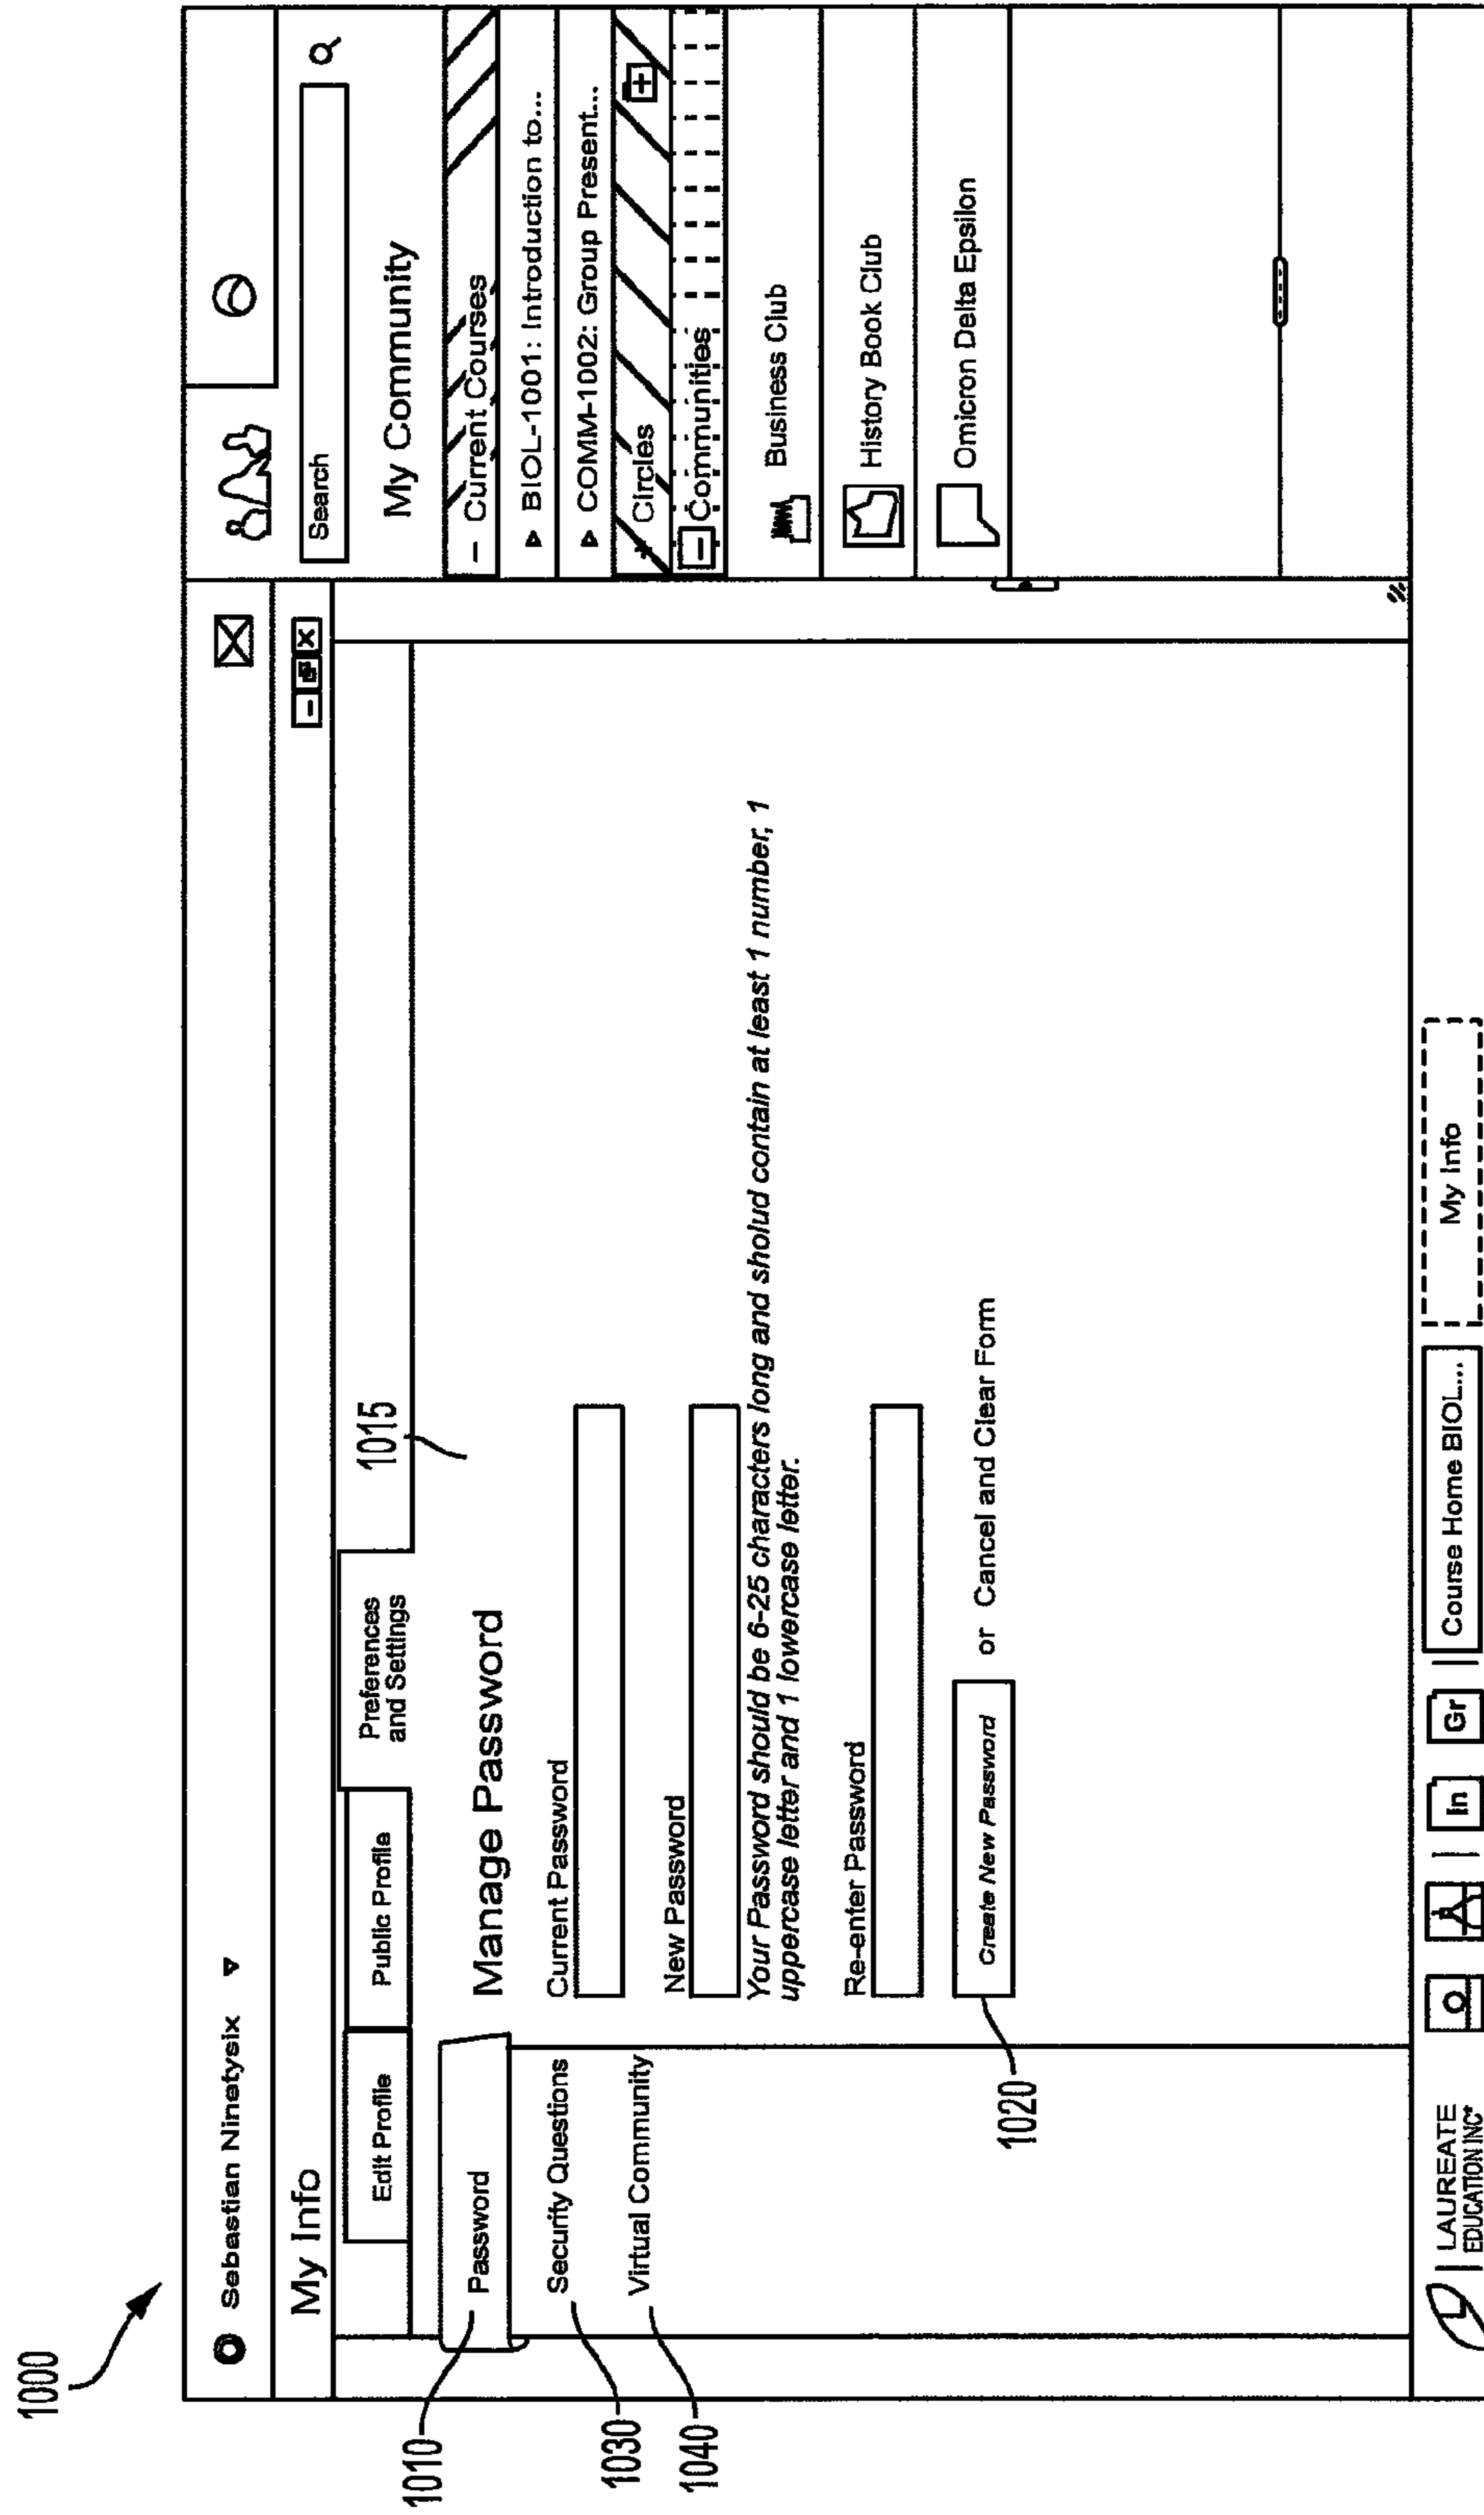 1000
Sebastian Ninetysix
My Info
Edit Profile
Public Profile
Preferences
and Settings
1015
1010
Password
1030
Security Questions
1040
Virtual Community
Manage Password
Current Password
New Password
Your Password should be 6-25 characters long and sholud contain at least 1 number, 1
uppercase letter and 1 lowercase letter.
Re-enter Password
1020
Create New Password
or Cancel and Clear Form
Search
My Community
Current Courses
BIOL-1001: Introduction to...
COMM-1002: Group Present...
Circles
Communities
Business Club
History Book Club
Omicron Delta Epsilon
LAUREATE
EDUCATION INC
In
Gr
Course Home BIOL...
My Info